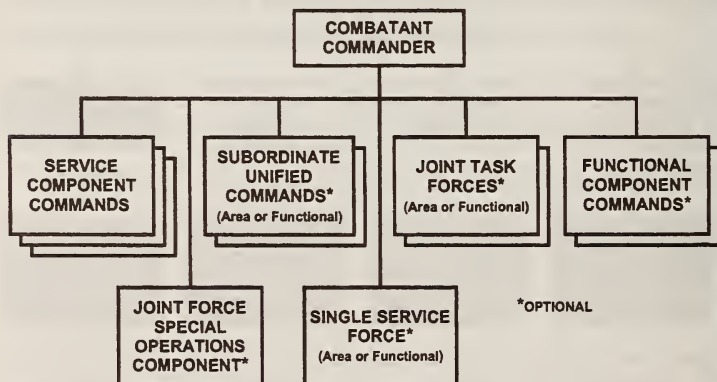 COMBATANT
COMMANDER
SERVICE
COMPONENT
COMMANDS
SUBORDINATE
UNIFIED
COMMANDS*
(Area or Functional)
JOINT TASK
FORCES*
(Area or Functional)
FUNCTIONAL
COMPONENT
COMMANDS*
JOINT FORCE
SPECIAL
OPERATIONS
COMPONENT*
SINGLE SERVICE
FORCE*
(Area or Functional)
*OPTIONAL